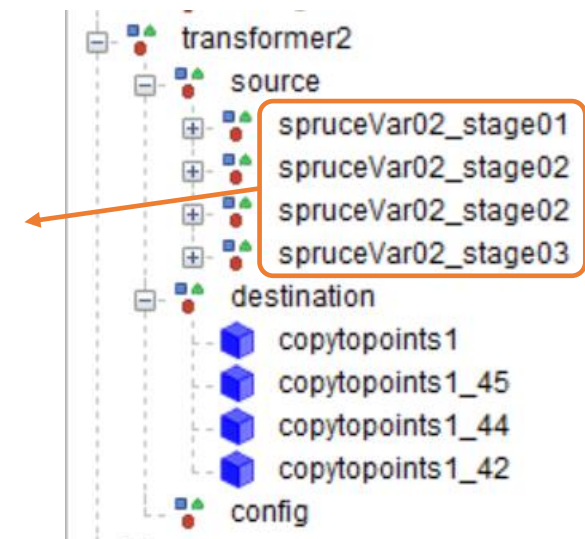 transformer2
source
spruceVar02_stage01
spruceVar02_stage02
spruceVar02_stage02
spruceVar02_stage03
destination
copytopoints1
copytopoints1_45
copytopoints1_44
copytopoints1_42
config